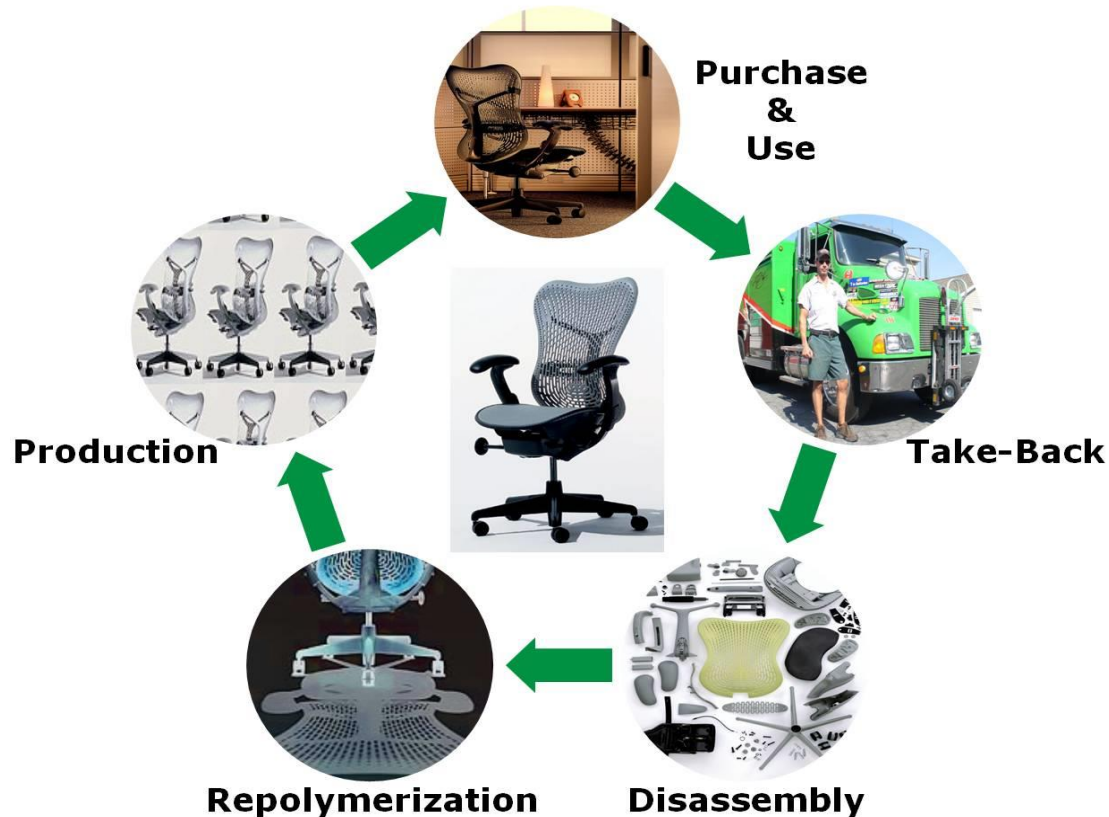 Purchase
&
Use
Take-Back
Disassembly
Repolymerization
Production